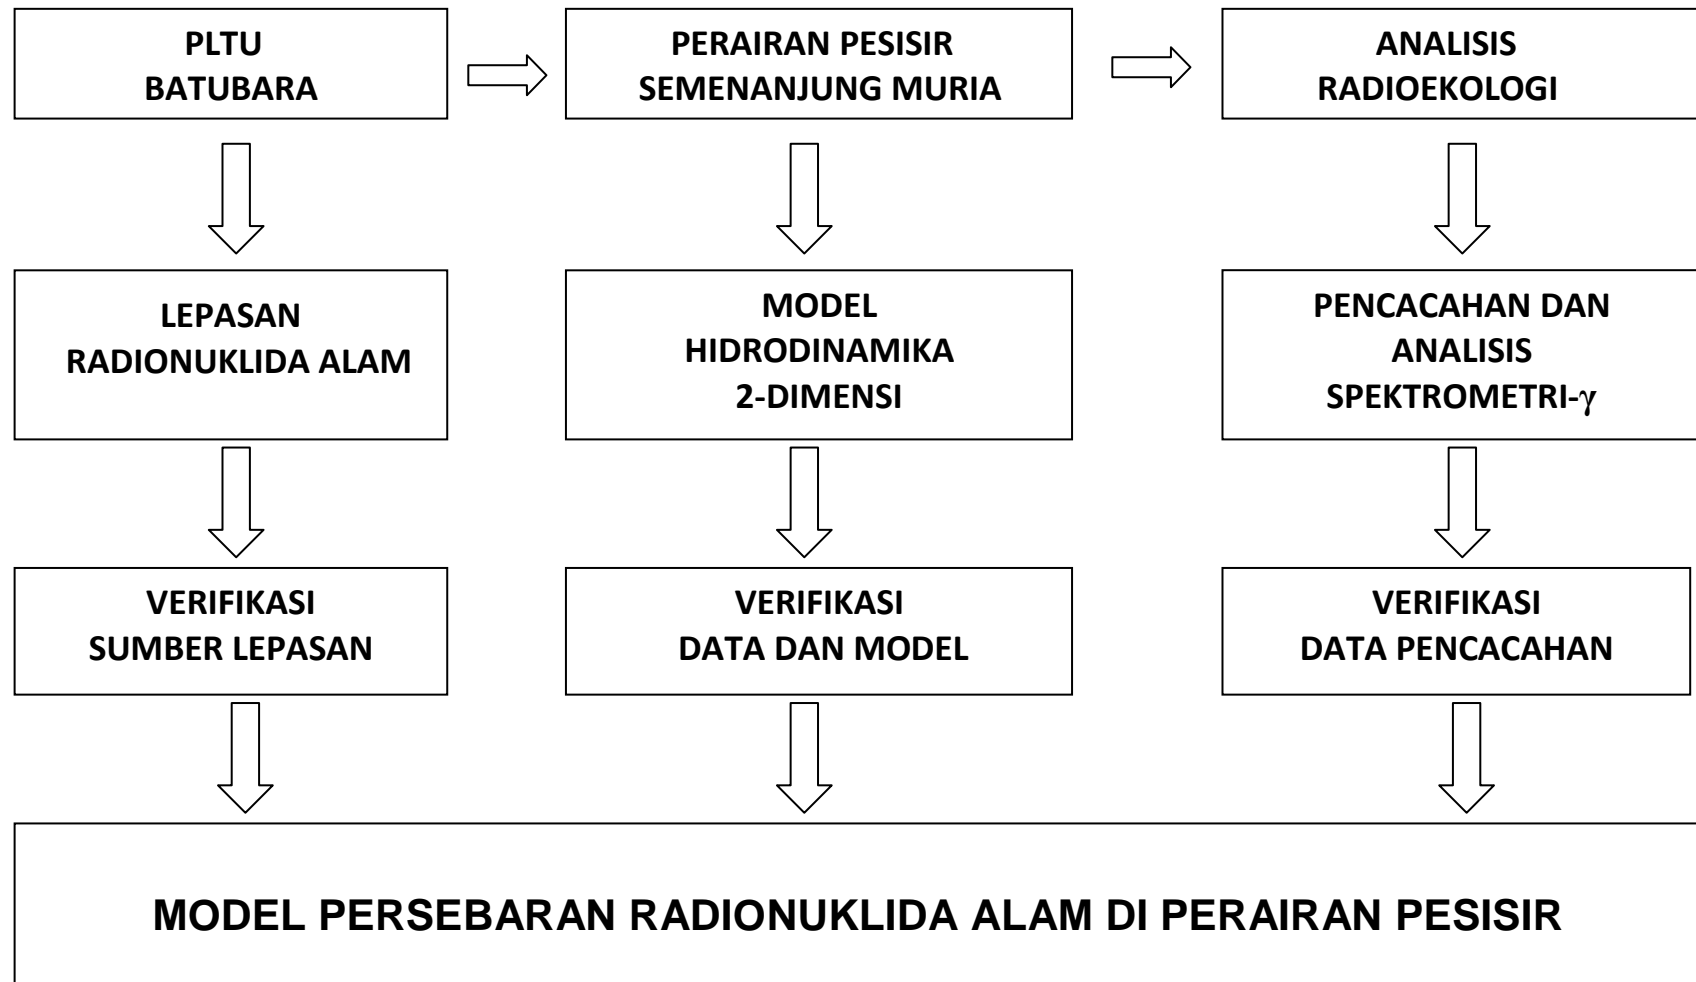 PLTU
BATUBARA
PERAIRAN PESISIR
SEMENANJUNG MURIA
ANALISIS
RADIOEKOLOGI
LEPASAN
RADIONUKLIDA ALAM
MODEL
HIDRODINAMIKA
2-DIMENSI
PENCACAHAN DAN
ANALISIS
SPEKTROMETRI-γ
VERIFIKASI
SUMBER LEPASAN
VERIFIKASI
DATA DAN MODEL
VERIFIKASI
DATA PENCACAHAN
MODEL PERSEBARAN RADIONUKLIDA ALAM DI PERAIRAN PESISIR